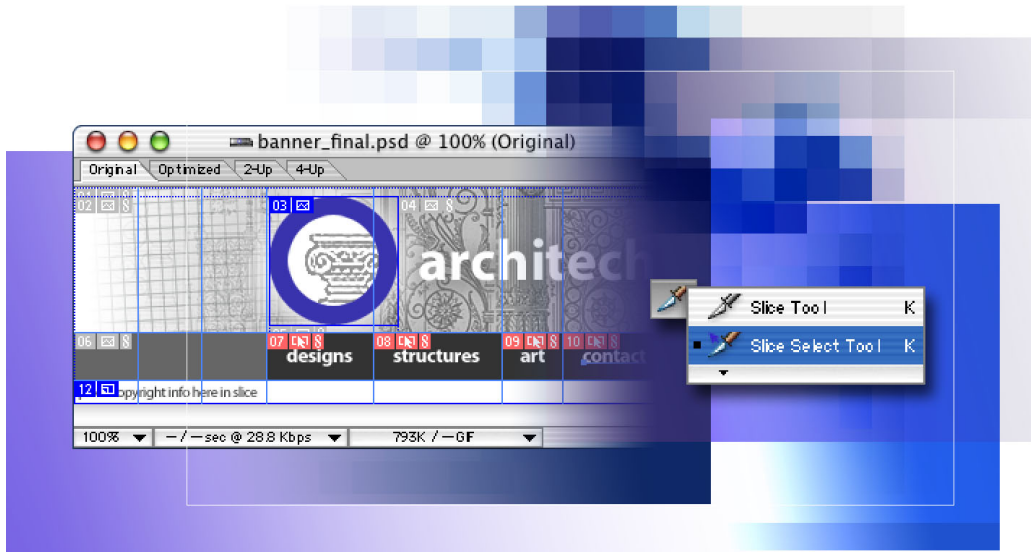 banner_final.psd @ 100% (Original)
Original Optimized 2-Up 4-Up
02 03 04
architech
06 07 08 09 10
designs structures art contact
12 opyright info here in slice
100% –/–sec @ 28.8 Kbps 793K /–GF
Slice Tool K
Slice Select Tool K